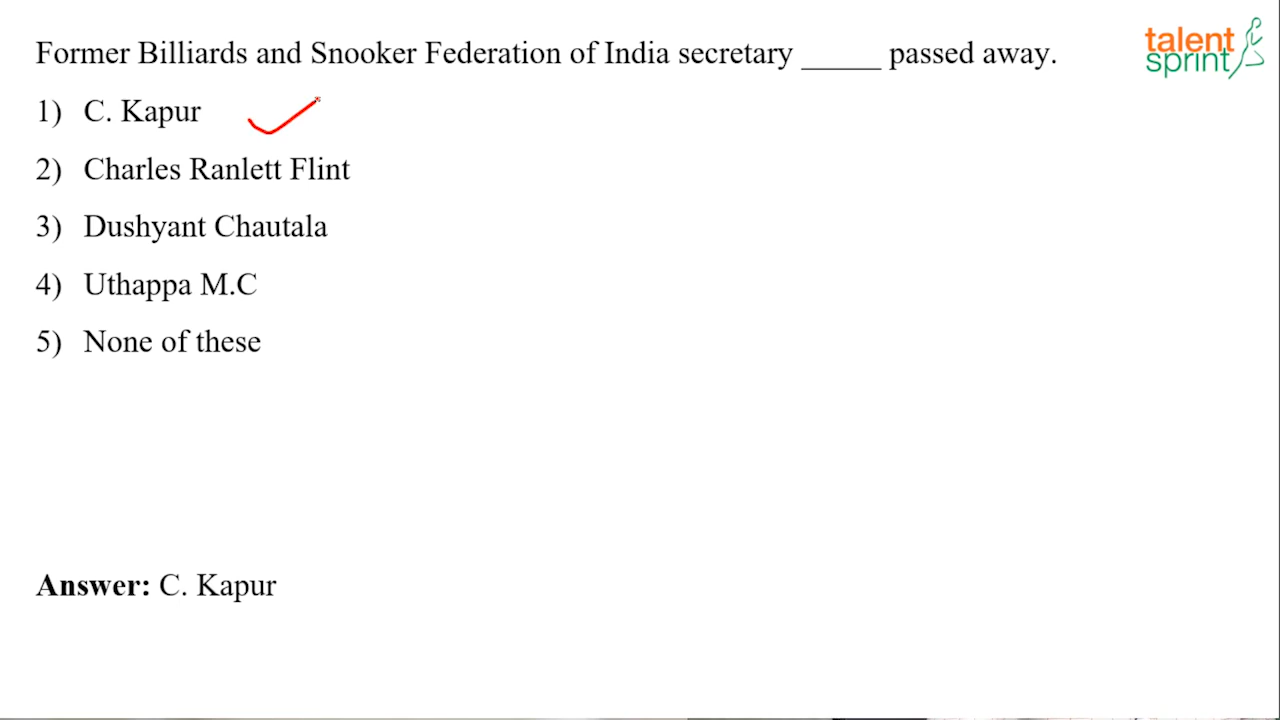 Former Billiards and Snooker Federation of India secretary _____ passed away.
talent
sprint
1) C. Kapur
2) Charles Ranlett Flint
3) Dushyant Chautala
4) Uthappa M.C
5) None of these
Answer: C. Kapur